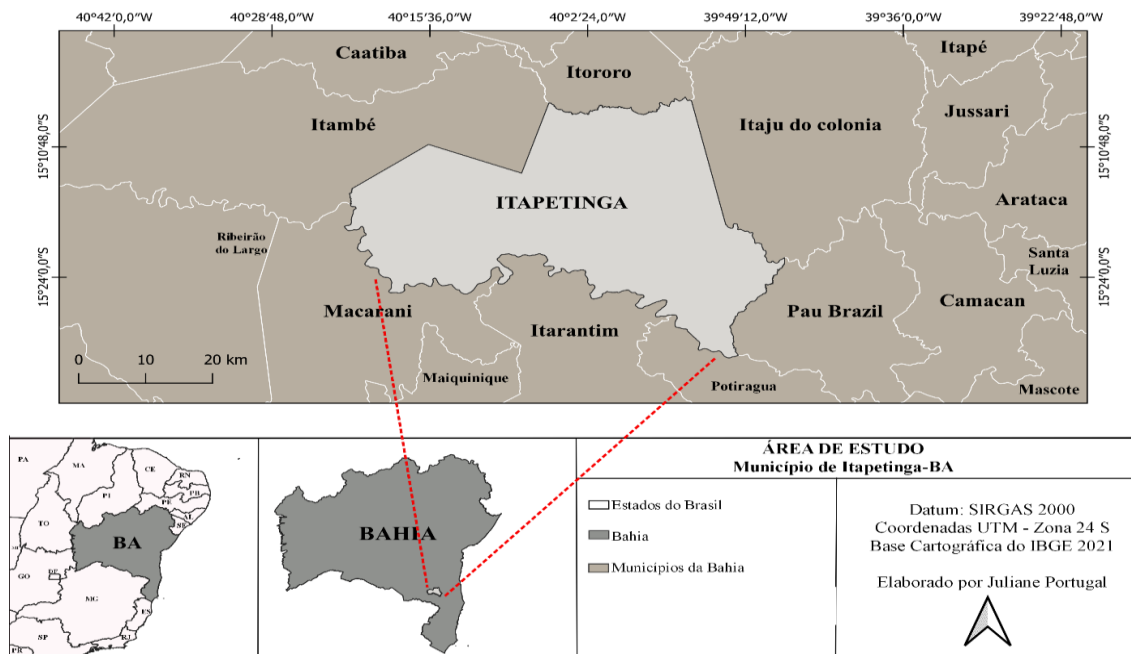 40°42'0,0"W 40°28'48,0"W 40°15'36,0"W 40°2'24,0"W 39°49'12,0"W 39°36'0,0"W 39°22'48,0"W
Caatiba
Itororo
Itapé
Jussari
Itambé
Itaju do colonia
15°10'48,0"S
15°10'48,0"S
ITAPETINGA
Arataca
Ribeirão
do Largo
Santa
Luzia
15°24'0,0"S
15°24'0,0"S
Macarani
Itarantim
Pau Brazil
Camacan
0 10 20 km
Maiquinique
Potiragua
Mascote
PA
MA
CE
RN
PB
PI
PE
AL
SE
TO
BA
GO
DF
MG
ES
RJ
SP
PR
BAHIA
ÁREA DE ESTUDO
Município de Itapetinga-BA
Estados do Brasil
Bahia
Municípios da Bahia
Datum: SIRGAS 2000
Coordenadas UTM - Zona 24 S
Base Cartográfica do IBGE 2021
Elaborado por Juliane Portugal